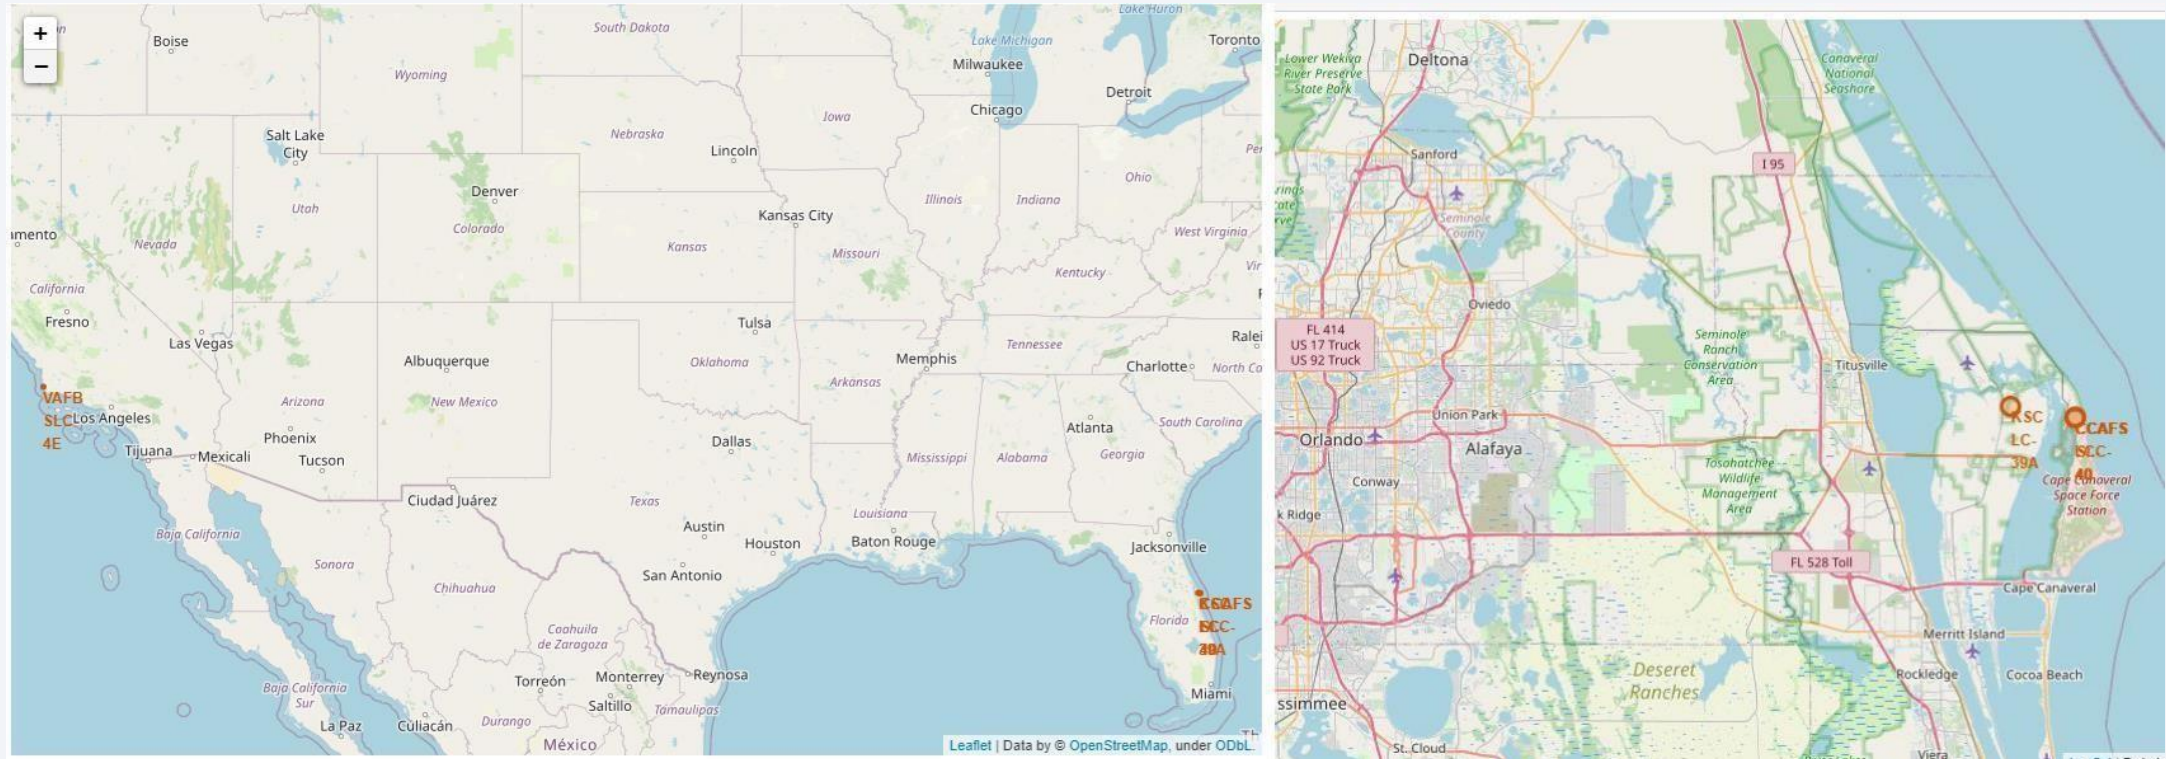 +
−
Boise
South Dakota
Lake Huron
Toronto
Lake Michigan
Milwaukee
Wyoming
Detroit
Chicago
Salt Lake
City
Iowa
Nebraska
Lincoln
Ohio
Denver
Utah
Illinois
Indiana
Kansas City
Colorado
amento
Nevada
Kansas
Missouri
West Virginia
Kentucky
California
Fresno
Las Vegas
Tulsa
Ralei
Tennessee
Albuquerque
Oklahoma
Memphis
Charlotte
North Ca
Arkansas
VAFB
SLC-
4E
Los Angeles
Arizona
New Mexico
Phoenix
Tucson
Tijuana
Mexicali
Dallas
Atlanta
South Carolina
Mississippi
Alabama
Georgia
Ciudad Juárez
Texas
Louisiana
Baja California
Austin
Houston
Baton Rouge
Jacksonville
Sonora
Chihuahua
San Antonio
Coahuila
de Zaragoza
Florida
Torreón
Monterrey
Reynosa
Saltillo
Tamaulipas
Miami
Baja California
Sur
La Paz
Culiacán
Durango
México
Leaflet | Data by © OpenStreetMap, under ODbL.
Lower Wekiva
River Preserve
State Park
Deltona
Canaveral
National
Seashore
Sanford
I 95
Seminole
County
Oviedo
FL 414
US 17 Truck
US 92 Truck
Seminole
Ranch
Conservation
Area
Titusville
KSC
LC-
39A
CCAFS
Union Park
Orlando
Alafaya
Tosohatchee
Wildlife
Management
Area
Conway
Cape Canaveral
Space Force
Station
k Ridge
FL 528 Toll
Cape Canaveral
Merritt Island
Deseret
Ranches
Rockledge
Cocoa Beach
ssimmee
St. Cloud
Viera